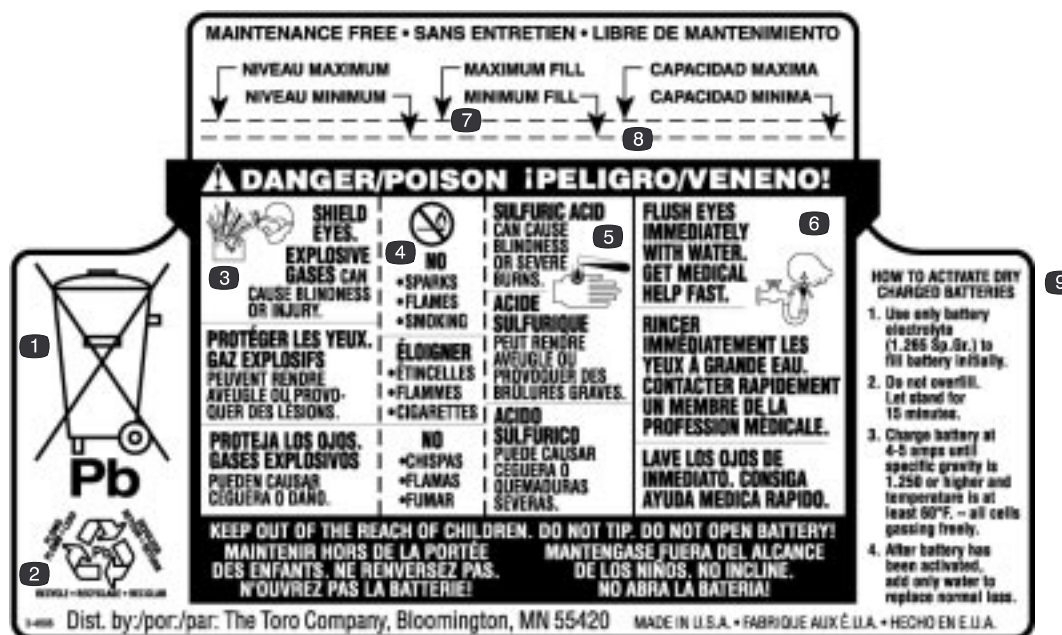 MAINTENANCE FREE • SANS ENTRETIEN • LIBRE DE MANTENIMIENTO
NIVEAU MAXIMUM
MAXIMUM FILL
CAPACIDAD MAXIMA
NIVEAU MINIMUM
MINIMUM FILL
CAPACIDAD MINIMA
7
8
DANGER/POISON ¡PELIGRO/VENENO!
3
SHIELD
EYES.
EXPLOSIVE
GASES CAN
CAUSE BLINDNESS
OR INJURY.
PROTÉGER LES YEUX.
GAZ EXPLOSIFS
PEUVENT RENDRE
AVEUGLE OU PROVO-
QUER DES LÉSIONS.
PROTEJA LOS OJOS.
GASES EXPLOSIVOS
PUEDEN CAUSAR
CEGUERA O DAÑO.
4
NO
•SPARKS
•FLAMES
•SMOKING
ÉLOIGNER
•ÉTINCELLES
•FLAMMES
•CIGARETTES
NO
•CHISPAS
•FLAMAS
•FUMAR
SULFURIC ACID
CAN CAUSE
BLINDNESS
OR SEVERE
BURNS.
5
ACIDE
SULFURIQUE
PEUT RENDRE
AVEUGLE OU
PROVOQUER DES
BRULURES GRAVES.
ACIDO
SULFURICO
PUEDE CAUSAR
CEGUERA O
QUEMADURAS
SEVERAS.
FLUSH EYES
IMMEDIATELY
WITH WATER.
GET MEDICAL
HELP FAST.
6
RINCER
IMMÉDIATEMENT LES
YEUX À GRANDE EAU.
CONTACTER RAPIDEMENT
UN MEMBRE DE LA
PROFESSION MÉDICALE.
LAVE LOS OJOS DE
INMEDIATO. CONSIGA
AYUDA MEDICA RAPIDO.
KEEP OUT OF THE REACH OF CHILDREN. DO NOT TIP. DO NOT OPEN BATTERY!
MAINTENIR HORS DE LA PORTÉE
DES ENFANTS. NE RENVERSEZ PAS.
N'OUVREZ PAS LA BATTERIE!
MANTENGASE FUERA DEL ALCANCE
DE LOS NIÑOS. NO INCLINE.
NO ABRA LA BATERIA!
1
Pb
2
RECYCLE • RECYCLAGE • RECICLAR
9
HOW TO ACTIVATE DRY
CHARGED BATTERIES
1. Use only battery
electrolyte
(1.265 Sp.Gr.) to
fill battery initially.
2. Do not overfill.
Let stand for
15 minutes.
3. Charge battery at
4-5 amps until
specific gravity is
1.250 or higher and
temperature is at
least 60°F. – all cells
gassing freely.
4. After battery has
been activated,
add only water to
replace normal loss.
Dist. by:/por:/par: The Toro Company, Bloomington, MN 55420
MADE IN U.S.A. • FABRIQUE AUX É.U.A. • HECHO EN E.U.A.